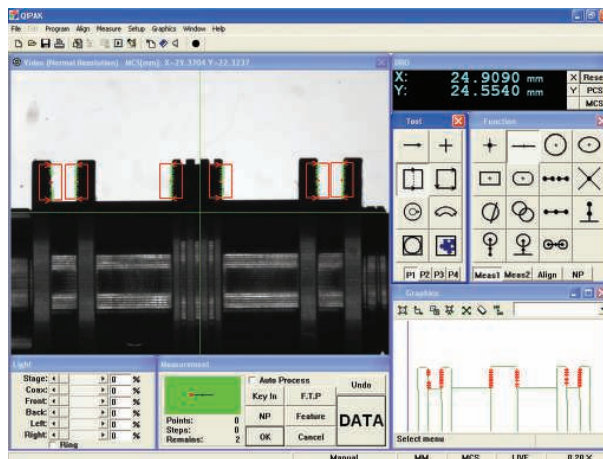 QIPAK
File Edit Program Align Measure Setup Graphics Window Help
Video (Normal Resolution) MCS[mm]: X-21.3704 Y-22.3237
DRO
X: 24.9090 mm
Y: 24.5540 mm
X Reset
Y PCS
MCS
Tool
Function
P1 P2 P3 P4
Meas1 Meas2 Align NP
Graphics
Select menu
Light
Stage: 0 %
Coax: 0 %
Front: 0 %
Back: 0 %
Left: 0 %
Right: 0 %
Ring
Measurement
Points: 0
Steps: 0
Remains: 2
Auto Process
Undo
Key In F.T.P
NP Feature
OK Cancel
DATA
Manual MM MCS LIVE 0.20 X